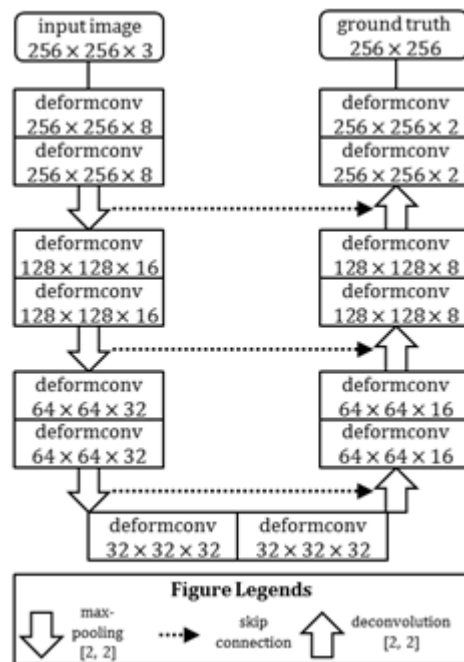 input image
256 × 256 × 3
deformconv
256 × 256 × 8
deformconv
256 × 256 × 8
deformconv
128 × 128 × 16
deformconv
128 × 128 × 16
deformconv
64 × 64 × 32
deformconv
64 × 64 × 32
deformconv
32 × 32 × 32
deformconv
32 × 32 × 32
ground truth
256 × 256
deformconv
256 × 256 × 2
deformconv
256 × 256 × 2
deformconv
128 × 128 × 8
deformconv
128 × 128 × 8
deformconv
64 × 64 × 16
deformconv
64 × 64 × 16
Figure Legends
max-
pooling
[2, 2]
skip
connection
deconvolution
[2, 2]